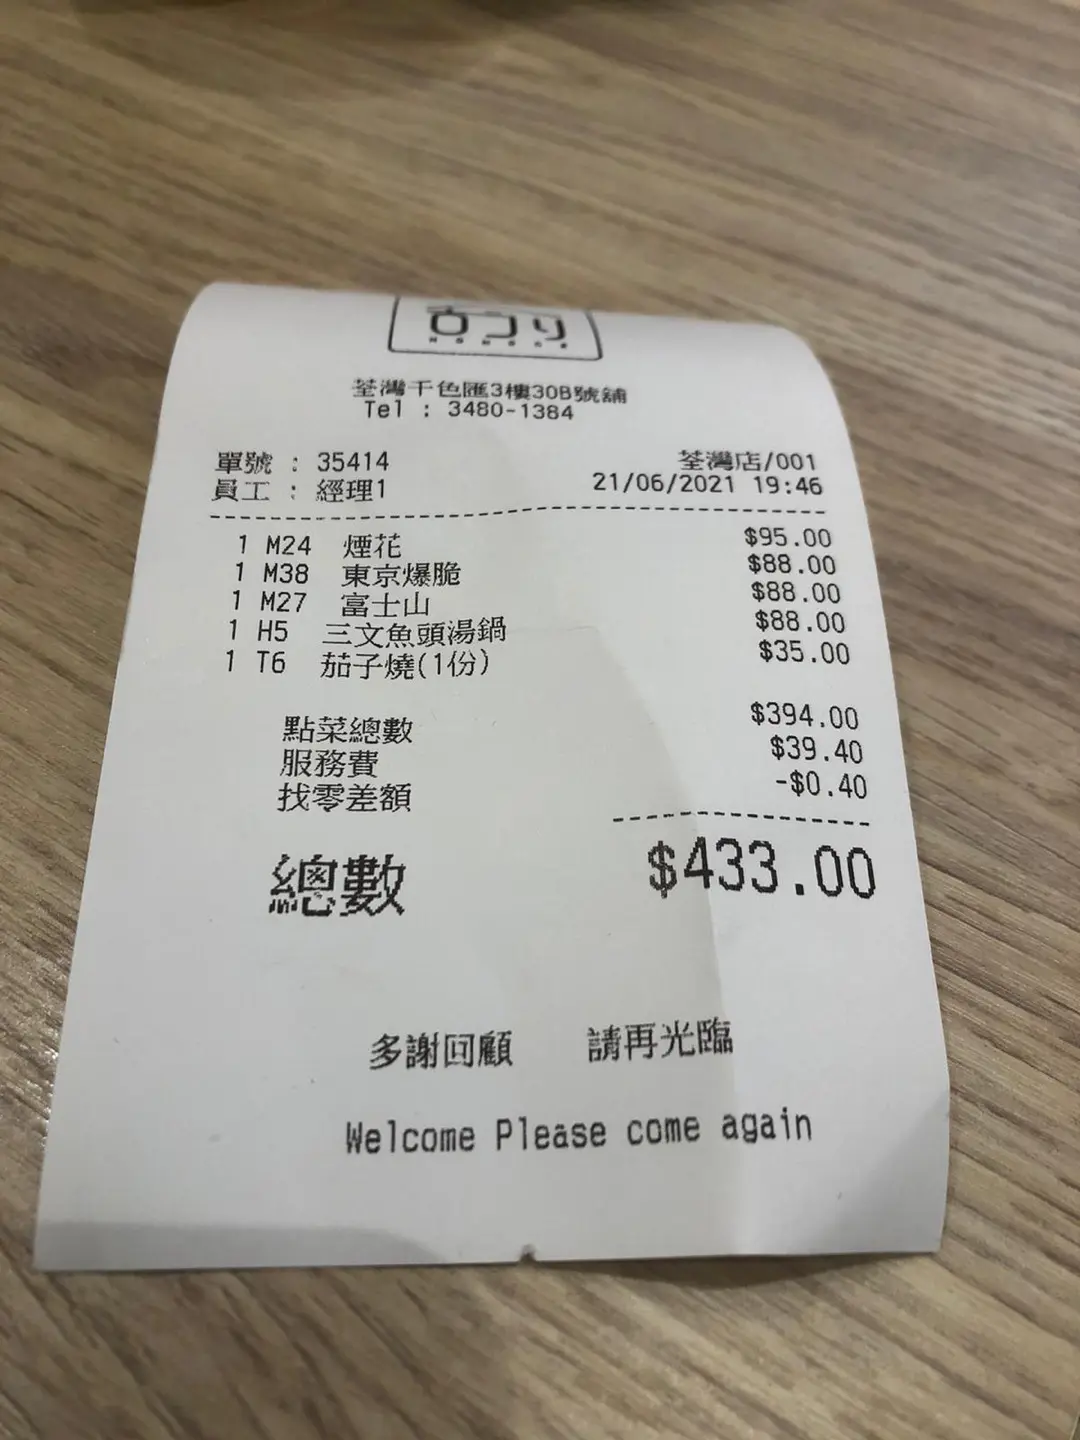 荃灣千色匯3樓30B號舖
Tel : 3480-1384
單號 : 35414 荃灣店/001
員工 : 經理1 21/06/2021 19:46
1 M24 煙花 $95.00
1 M38 東京爆脆 $88.00
1 M27 富士山 $88.00
1 H5 三文魚頭湯鍋 $88.00
1 T6 茄子燒(1份) $35.00
點菜總數 $394.00
服務費 $39.40
找零差額 -$0.40
總數 $433.00
多謝回顧 請再光臨
Welcome Please come again